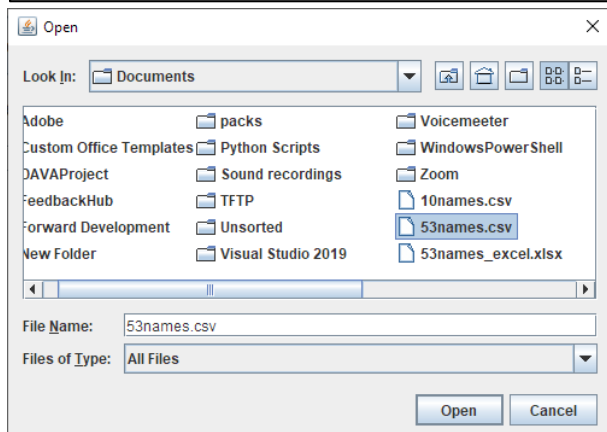 Open
Look In: Documents
Adobe packs Voicemeeter
Custom Office Templates Python Scripts WindowsPowerShell
DAVAProject Sound recordings Zoom
FeedbackHub TFTP 10names.csv
Forward Development Unsorted 53names.csv
New Folder Visual Studio 2019 53names_excel.xlsx
File Name: 53names.csv
Files of Type: All Files
Open Cancel